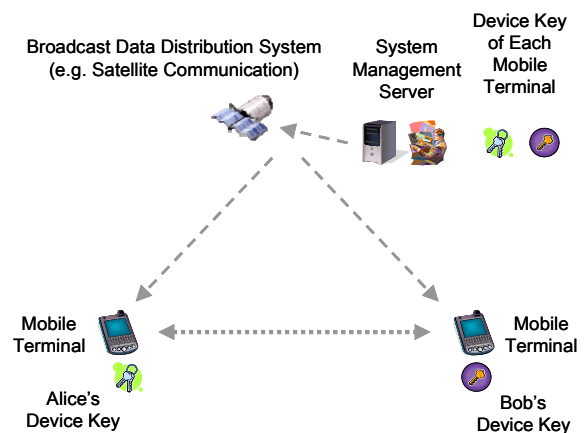 Broadcast Data Distribution System
(e.g. Satellite Communication)
System
Management
Server
Device Key
of Each
Mobile
Terminal
Mobile
Terminal
Alice's
Device Key
Mobile
Terminal
Bob's
Device Key